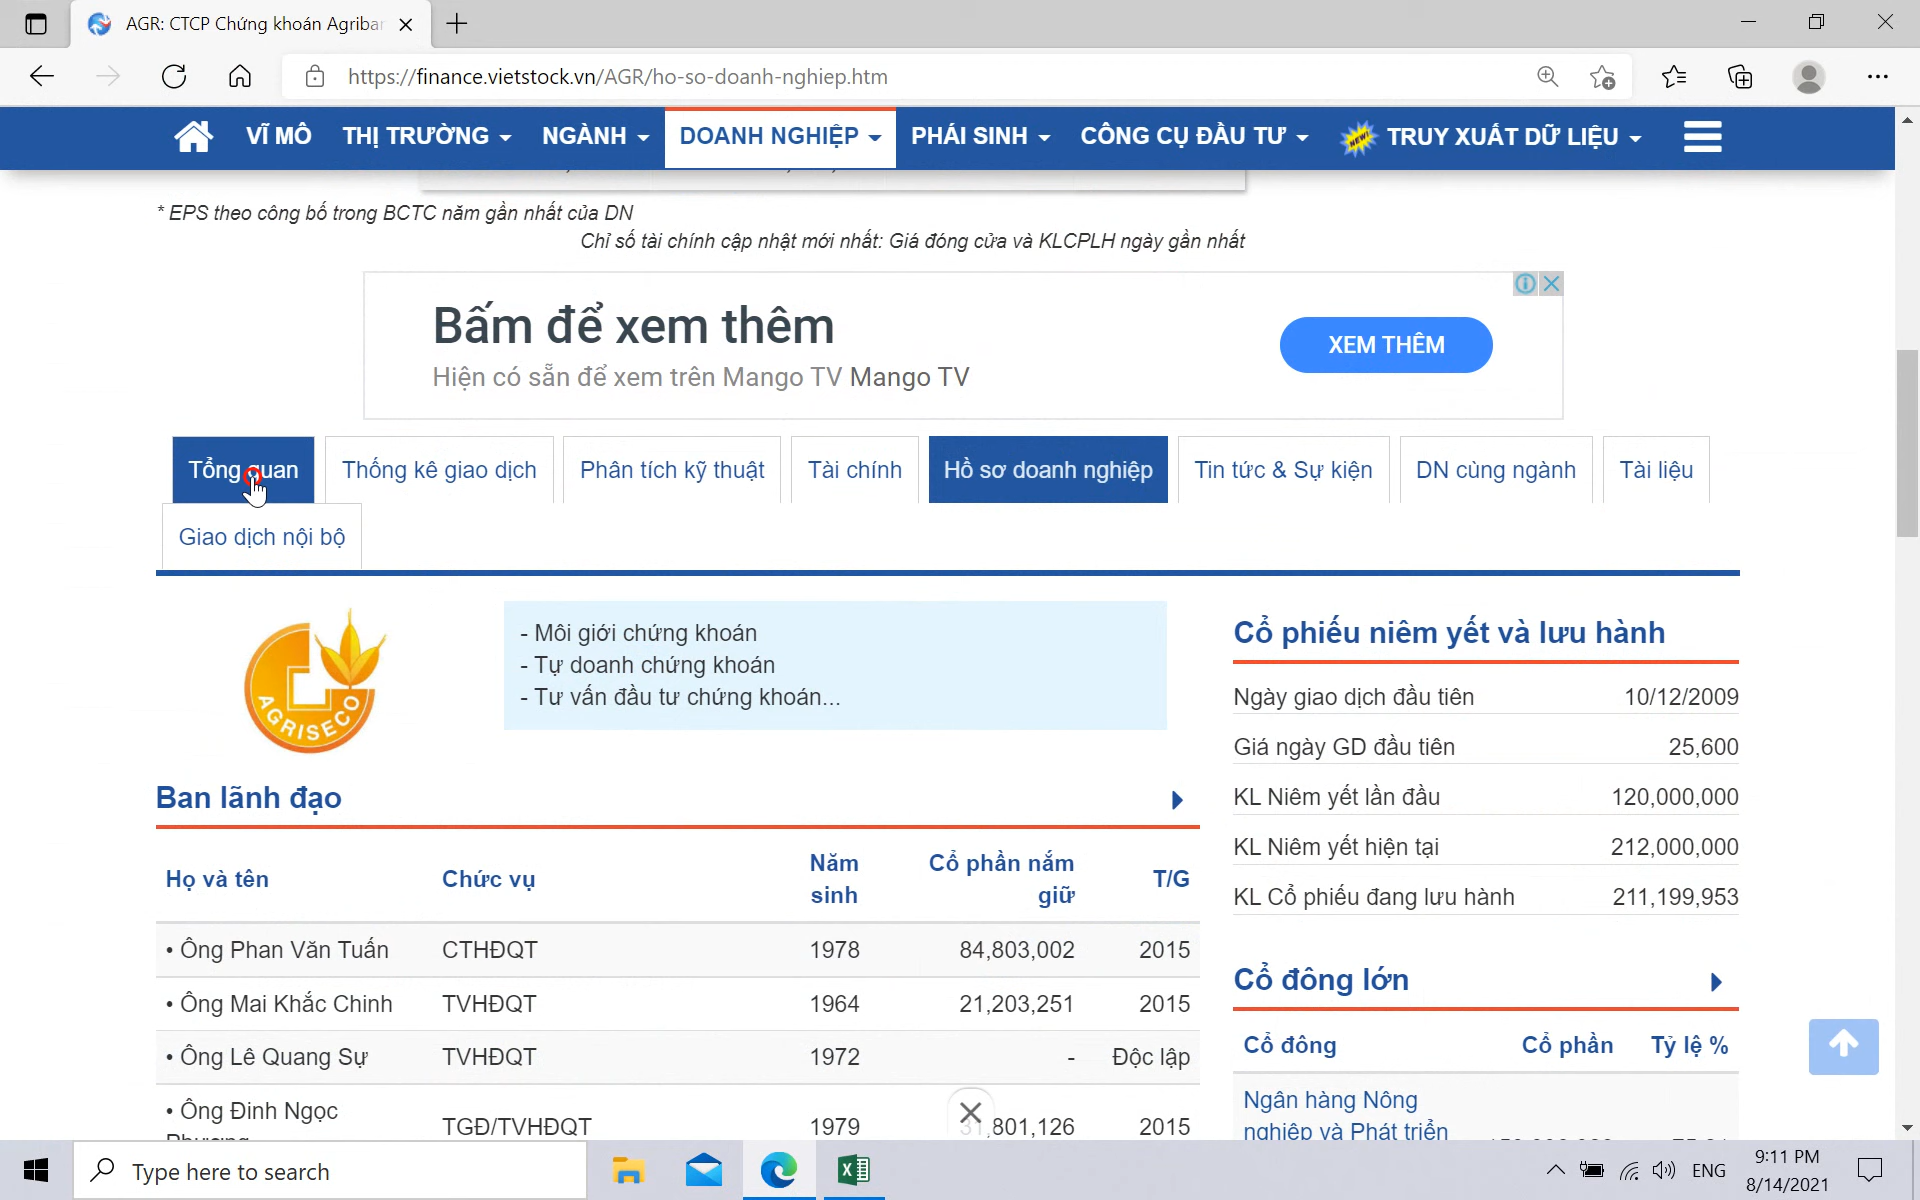 AGR: CTCP Chứng khoán Agriba
https://finance.vietstock.vn/AGR/ho-so-doanh-nghiep.htm
VĨ MÔ THỊ TRƯỜNG NGÀNH DOANH NGHIỆP PHÁI SINH CÔNG CỤ ĐẦU TƯ NEW TRUY XUẤT DỮ LIỆU
* EPS theo công bố trong BCTC năm gần nhất của DN
Chỉ số tài chính cập nhật mới nhất: Giá đóng cửa và KLCPLH ngày gần nhất
Bấm để xem thêm
Hiện có sẵn để xem trên Mango TV Mango TV
XEM THÊM
Tổng quan Thống kê giao dịch Phân tích kỹ thuật Tài chính Hồ sơ doanh nghiệp Tin tức & Sự kiện DN cùng ngành Tài liệu
Giao dịch nội bộ
AGRISECO
- Môi giới chứng khoán
- Tự doanh chứng khoán
- Tư vấn đầu tư chứng khoán...
Ban lãnh đạo
Họ và tên Chức vụ Năm sinh Cổ phần nắm giữ T/G
• Ông Phan Văn Tuấn CTHĐQT 1978 84,803,002 2015
• Ông Mai Khắc Chinh TVHĐQT 1964 21,203,251 2015
• Ông Lê Quang Sự TVHĐQT 1972 - Độc lập
• Ông Đinh Ngọc Phương TGĐ/TVHĐQT 1979 31,801,126 2015
Cổ phiếu niêm yết và lưu hành
Ngày giao dịch đầu tiên 10/12/2009
Giá ngày GD đầu tiên 25,600
KL Niêm yết lần đầu 120,000,000
KL Niêm yết hiện tại 212,000,000
KL Cổ phiếu đang lưu hành 211,199,953
Cổ đông lớn
Cổ đông Cổ phần Tỷ lệ %
Ngân hàng Nông
nghiệp và Phát triển
Type here to search
ENG
9:11 PM
8/14/2021